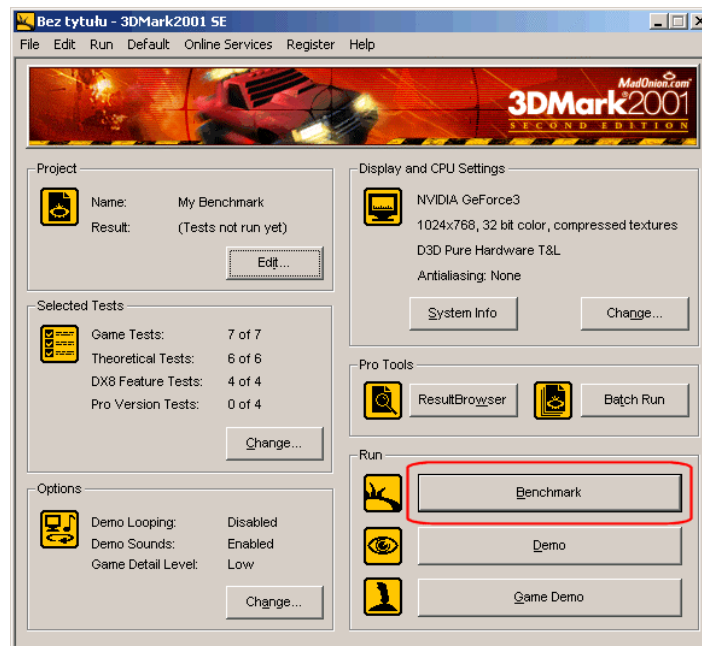 Bez tytułu - 3DMark2001 SE
File Edit Run Default Online Services Register Help
MadOnion.com
3DMark®2001
SECOND EDITION
Project
Name: My Benchmark
Result: (Tests not run yet)
Edit...
Selected Tests
Game Tests: 7 of 7
Theoretical Tests: 6 of 6
DX8 Feature Tests: 4 of 4
Pro Version Tests: 0 of 4
Change...
Options
Demo Looping: Disabled
Demo Sounds: Enabled
Game Detail Level: Low
Change...
Display and CPU Settings
NVIDIA GeForce3
1024x768, 32 bit color, compressed textures
D3D Pure Hardware T&L
Antialiasing: None
System Info Change...
Pro Tools
ResultBrowser Batch Run
Run
Benchmark
Demo
Game Demo